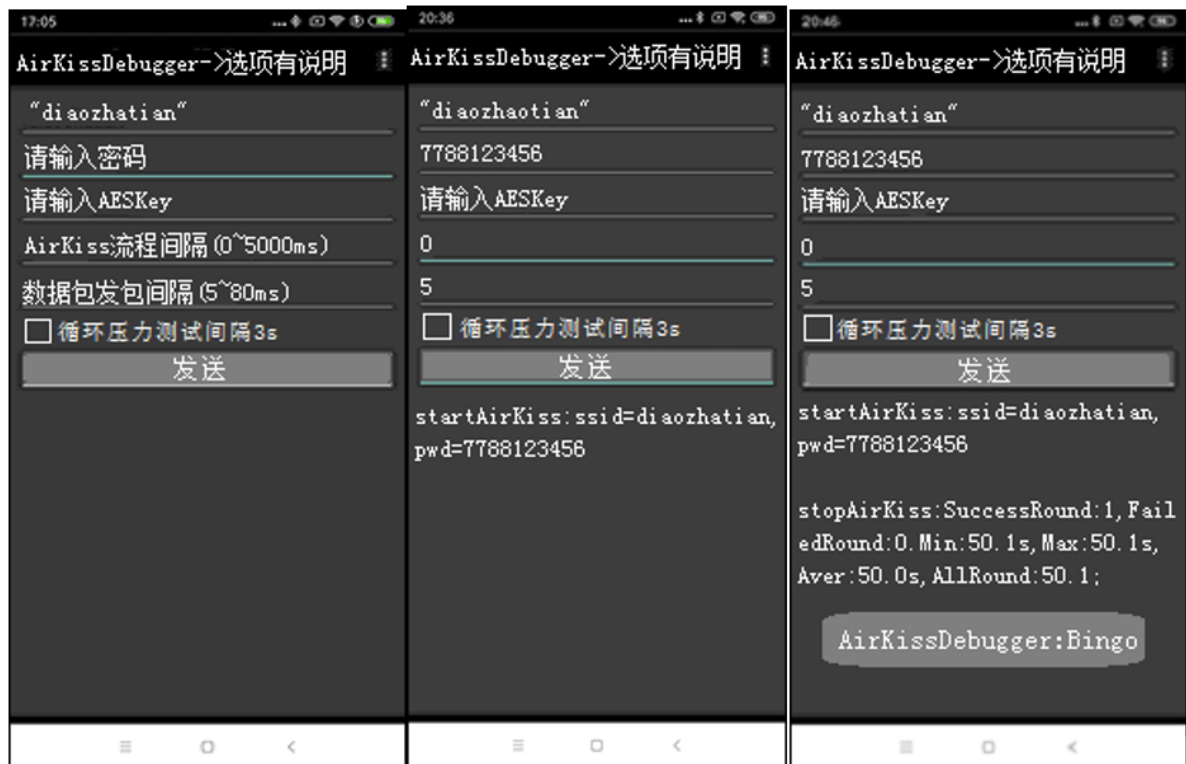 17:05
AirKissDebugger->选项有说明
“diaozhatian“
请输入密码
请输入AESKey
AirKiss流程间隔(0~5000ms)
数据包发包间隔(5~80ms)
循环压力测试间隔3s
发送
20:36
AirKissDebugger->选项有说明
“diaozhaotian“
7788123456
请输入AESKey
0
5
循环压力测试间隔3s
发送
startAirKiss:ssid=diaozhatian,
pwd=7788123456
20:46
AirKissDebugger->选项有说明
“diaozhatian“
7788123456
请输入AESKey
0
5
循环压力测试间隔3s
发送
startAirKiss:ssid=diaozhatian,
pwd=7788123456
stopAirKiss:SuccessRound:1,Fail
edRound:0.Min:50.1s,Max:50.1s,
Aver:50.0s,AllRound:50.1;
AirKissDebugger:Bingo